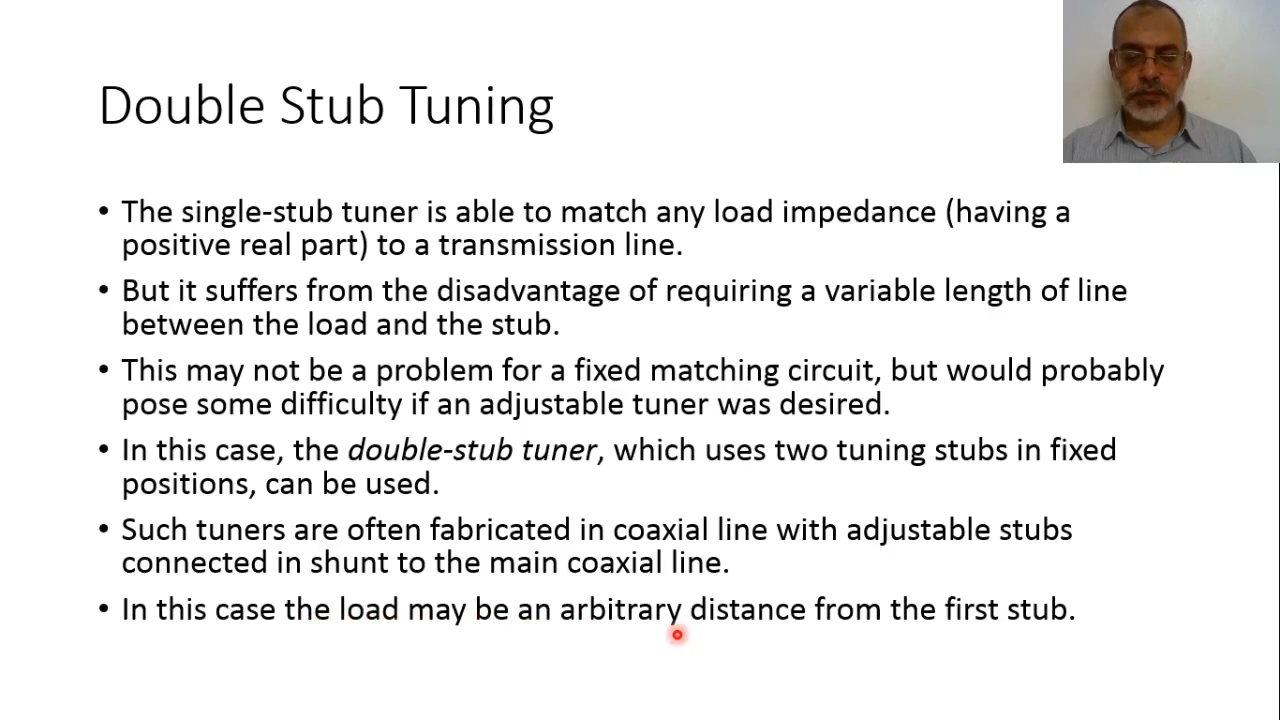 Double Stub Tuning
• The single-stub tuner is able to match any load impedance (having a
positive real part) to a transmission line.
• But it suffers from the disadvantage of requiring a variable length of line
between the load and the stub.
• This may not be a problem for a fixed matching circuit, but would probably
pose some difficulty if an adjustable tuner was desired.
• In this case, the double-stub tuner, which uses two tuning stubs in fixed
positions, can be used.
• Such tuners are often fabricated in coaxial line with adjustable stubs
connected in shunt to the main coaxial line.
• In this case the load may be an arbitrary distance from the first stub.